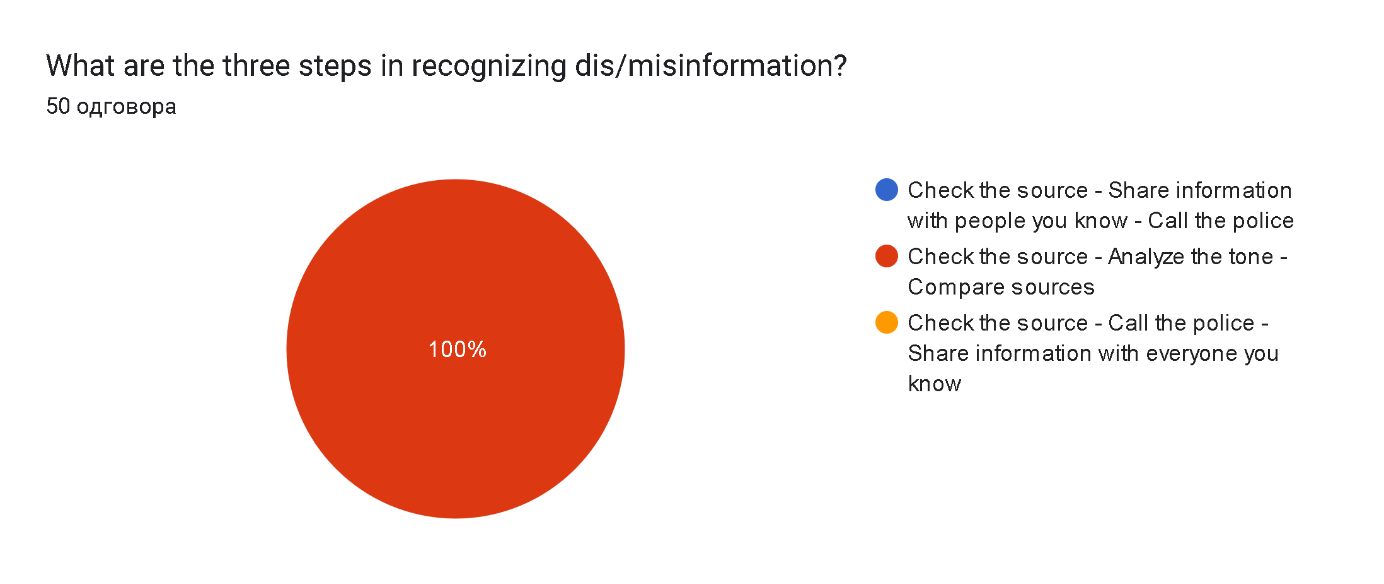 What are the three steps in recognizing dis/misinformation?
50 одговора
100%
Check the source - Share information
with people you know - Call the police
Check the source - Analyze the tone -
Compare sources
Check the source - Call the police -
Share information with everyone you
know